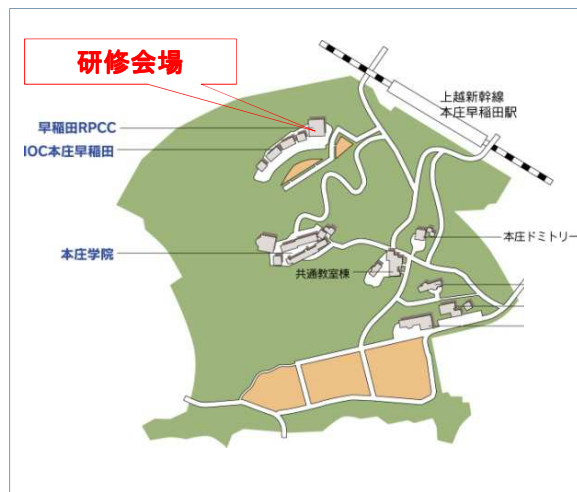 研修会場
上越新幹線
本庄早稲田駅
早稲田RPCC
IOC本庄早稲田
本庄学院
本庄ドミトリー
共通教室棟